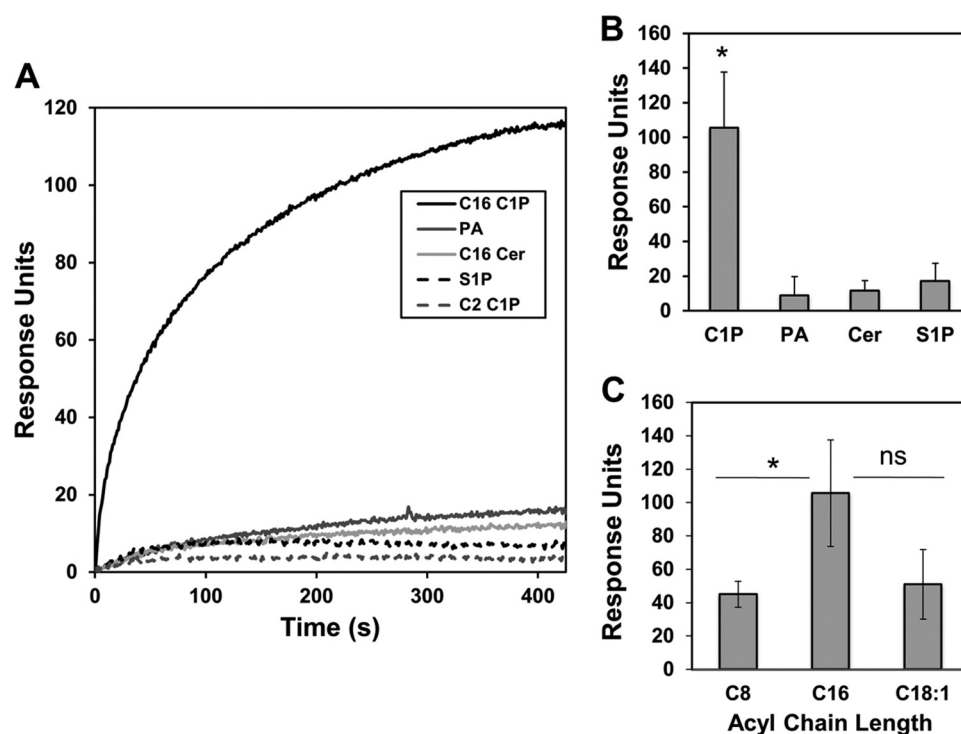 A
Response Units
120
100
80
60
40
20
0
0 100 200 300 400
Time (s)
C16 C1P
PA
C16 Cer
S1P
C2 C1P
B
Response Units
160
140
120
100
80
60
40
20
0
*
C1P PA Cer S1P
C
Response Units
160
140
120
100
80
60
40
20
0
* ns
C8 C16 C18:1
Acyl Chain Length